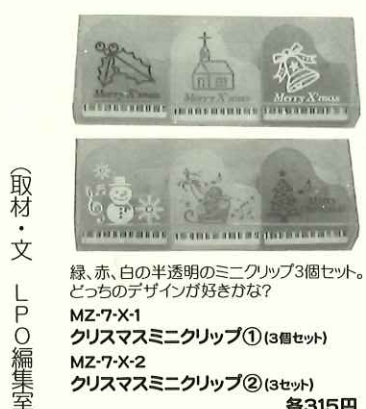 Merry X'mas
Merry X'mas
Merry X'mas
緑、赤、白の半透明のミニクリップ3個セット。
どっちのデザインが好きかな?
MZ-7-X-1
クリスマスミニクリップ①(3個セット)
MZ-7-X-2
クリスマスミニクリップ②(3セット)
各315円
(取材・文 LPO編集室